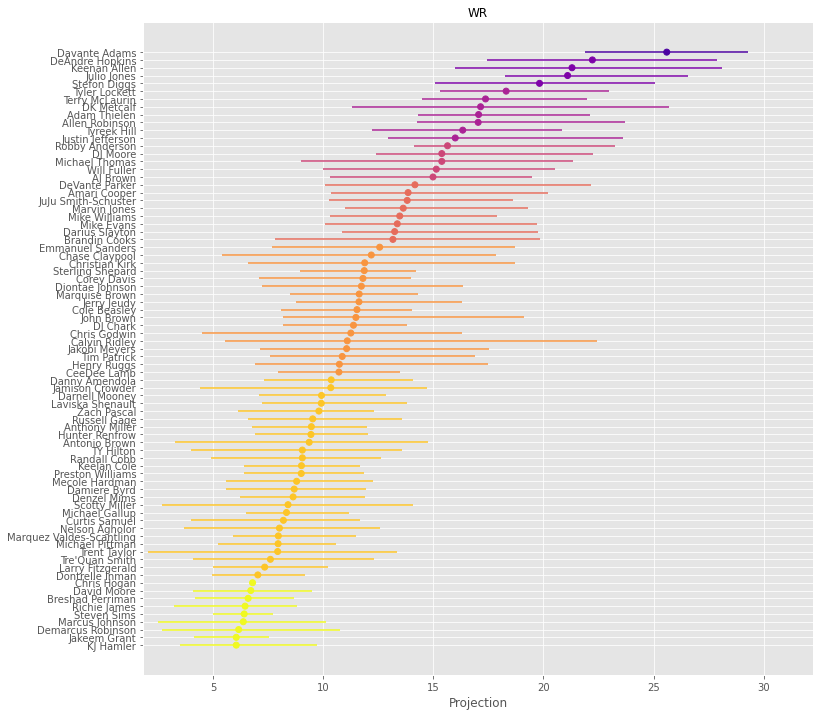 WR
Davante Adams
DeAndre Hopkins
Keenan Allen
Julio Jones
Stefon Diggs
Tyler Lockett
Terry McLaurin
DK Metcalf
Adam Thielen
Allen Robinson
Tyreek Hill
Justin Jefferson
Robby Anderson
DJ Moore
Michael Thomas
Will Fuller
AJ Brown
DeVante Parker
Amari Cooper
JuJu Smith-Schuster
Marvin Jones
Mike Williams
Mike Evans
Darius Slayton
Brandin Cooks
Emmanuel Sanders
Chase Claypool
Christian Kirk
Sterling Shepard
Corey Davis
Diontae Johnson
Marquise Brown
Jerry Jeudy
Cole Beasley
John Brown
DJ Chark
Chris Godwin
Calvin Ridley
Jakobi Meyers
Tim Patrick
Henry Ruggs
CeeDee Lamb
Danny Amendola
Jamison Crowder
Darnell Mooney
Laviska Shenault
Zach Pascal
Russell Gage
Anthony Miller
Hunter Renfrow
Antonio Brown
TY Hilton
Randall Cobb
Keelan Cole
Preston Williams
Mecole Hardman
Damiere Byrd
Denzel Mims
Scotty Miller
Michael Gallup
Curtis Samuel
Nelson Agholor
Marquez Valdes-Scantling
Michael Pittman
Trent Taylor
Tre'Quan Smith
Larry Fitzgerald
Dontrelle Inman
Chris Hogan
David Moore
Breshad Perriman
Richie James
Steven Sims
Marcus Johnson
Demarcus Robinson
Jakeem Grant
KJ Hamler
5 10 15 20 25 30
Projection